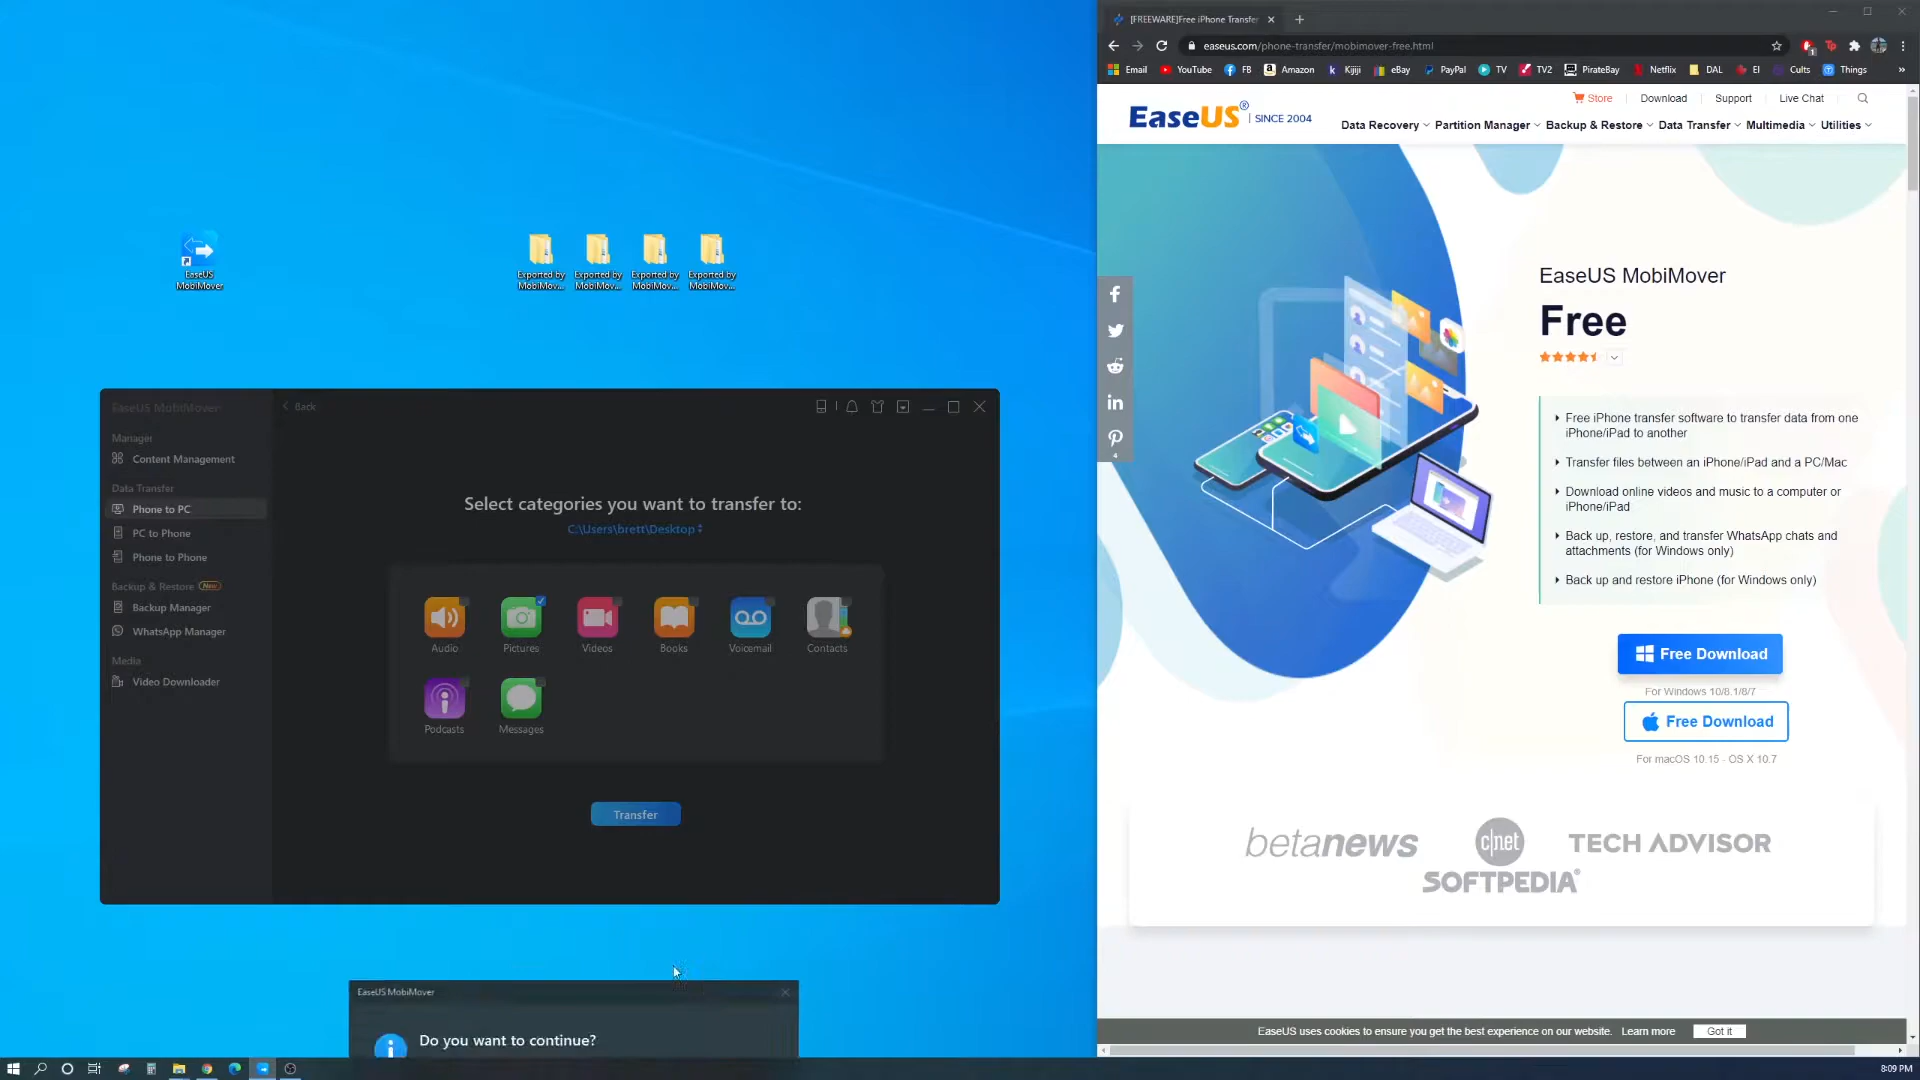 [FREEWARE]Free iPhone Transfer
easeus.com/phone-transfer/mobimover-free.html
Email YouTube FB Amazon Kijiji eBay PayPal TV TV2 PirateBay Netflix DAL EI Cults Things »
EaseUS® | SINCE 2004
Store Download Support Live Chat
Data Recovery Partition Manager Backup & Restore Data Transfer Multimedia Utilities
EaseUS MobiMover
Free
Free iPhone transfer software to transfer data from one
iPhone/iPad to another
Transfer files between an iPhone/iPad and a PC/Mac
Download online videos and music to a computer or
iPhone/iPad
Back up, restore, and transfer WhatsApp chats and
attachments (for Windows only)
Back up and restore iPhone (for Windows only)
4
Free Download
For Windows 10/8.1/8/7
Free Download
For macOS 10.15 - OS X 10.7
betanews c|net TECH ADVISOR
SOFTPEDIA®
EaseUS uses cookies to ensure you get the best experience on our website. Learn more Got it
EaseUS
MobiMover
Exported by
MobiMov...
Exported by
MobiMov...
Exported by
MobiMov...
Exported by
MobiMov...
EaseUS MobiMover
Back
Manager
Content Management
Data Transfer
Phone to PC
PC to Phone
Phone to Phone
Backup & Restore New
Backup Manager
WhatsApp Manager
Media
Video Downloader
Select categories you want to transfer to:
C:\Users\brett\Desktop
Audio Pictures Videos Books Voicemail Contacts
Podcasts Messages
Transfer
EaseUS MobiMover
Do you want to continue?
8:09 PM